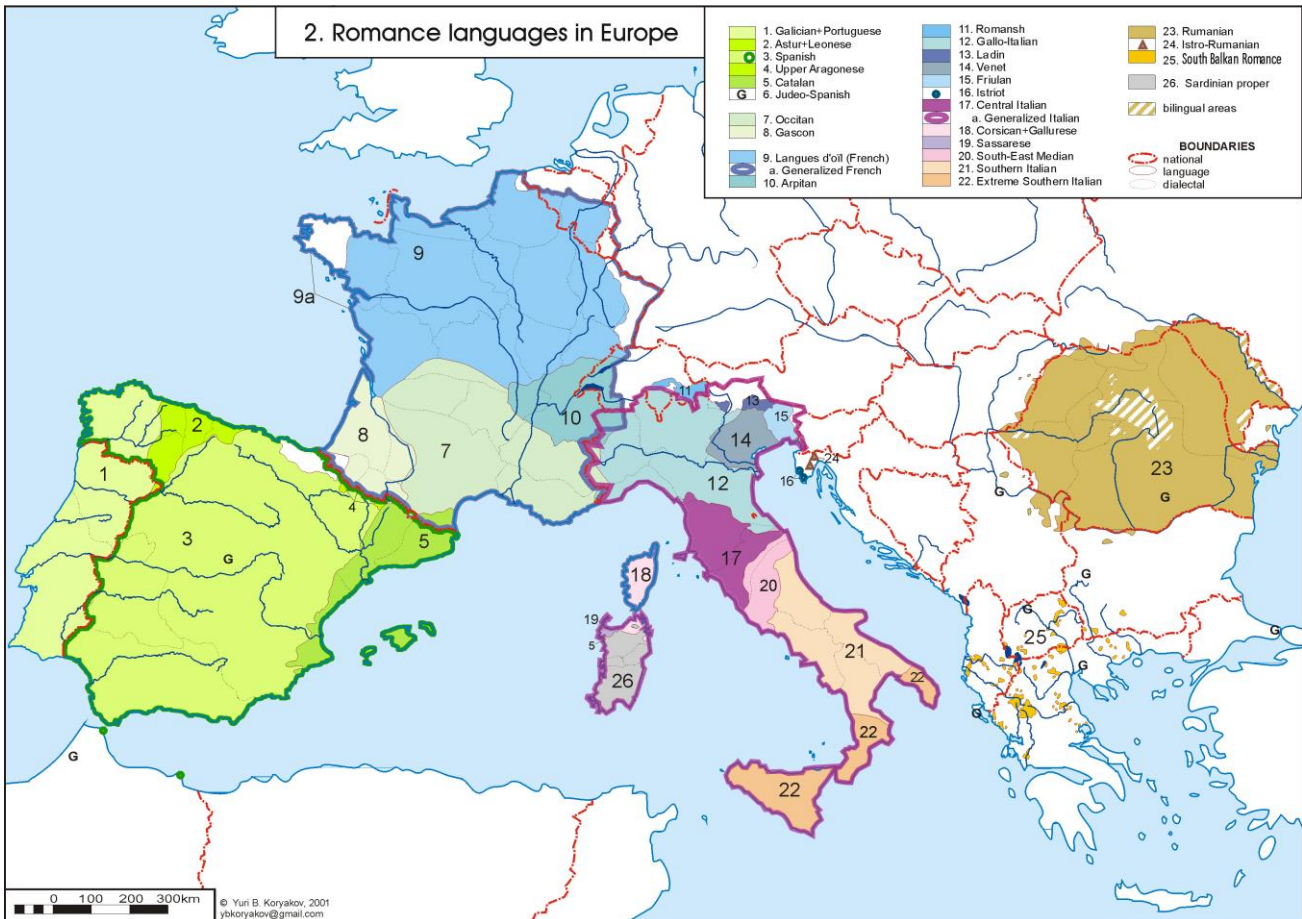 2. Romance languages in Europe
1. Galician+Portuguese
2. Astur+Leonese
3. Spanish
4. Upper Aragonese
5. Catalan
G 6. Judeo-Spanish
7. Occitan
8. Gascon
9. Langues d'oïl (French)
a. Generalized French
10. Arpitan
11. Romansh
12. Gallo-Italian
13. Ladin
14. Venet
15. Friulan
16. Istriot
17. Central Italian
a. Generalized Italian
18. Corsican+Gallurese
19. Sassarese
20. South-East Median
21. Southern Italian
22. Extreme Southern Italian
23. Rumanian
24. Istro-Rumanian
25. South Balkan Romance
26. Sardinian proper
bilingual areas
BOUNDARIES
national
language
dialectal
9
9a
11
10
13
15
8
2
7
14
24
16
1
12
23
G
4
3
5
G
17
18
20
G
G
19
25
G
5
21
G
26
22
G
22
G
22
0 100 200 300km
© Yuri B. Koryakov, 2001
ybkoryakov@gmail.com